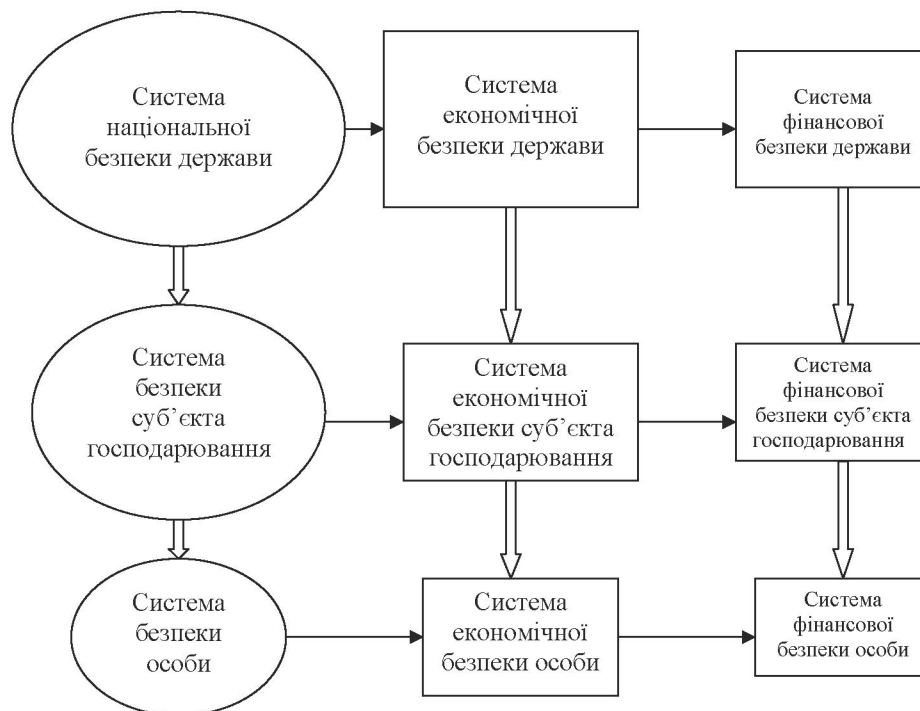 Система
національної
безпеки держави
Система
економічної
безпеки держави
Система
фінансової
безпеки держави
Система
безпеки
суб’єкта
господарювання
Система
економічної
безпеки суб’єкта
господарювання
Система
фінансової
безпеки суб’єкта
господарювання
Система
безпеки
особи
Система
економічної
безпеки особи
Система
фінансової
безпеки особи